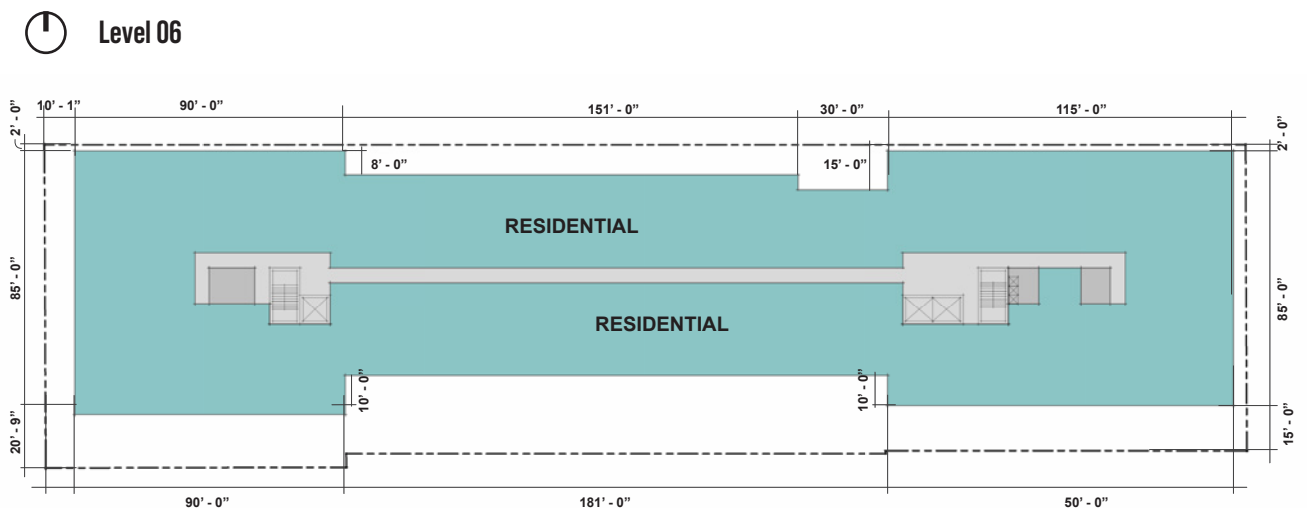 Level 06
10’ - 1”
90’ - 0”
151’ - 0”
30’ - 0”
115’ - 0”
2’ - 0”
2’ - 0”
8’ - 0”
15’ - 0”
RESIDENTIAL
85’ - 0”
85’ - 0”
RESIDENTIAL
10’ - 0”
10’ - 0”
20’ - 9”
15’ - 0”
90’ - 0”
181’ - 0”
50’ - 0”